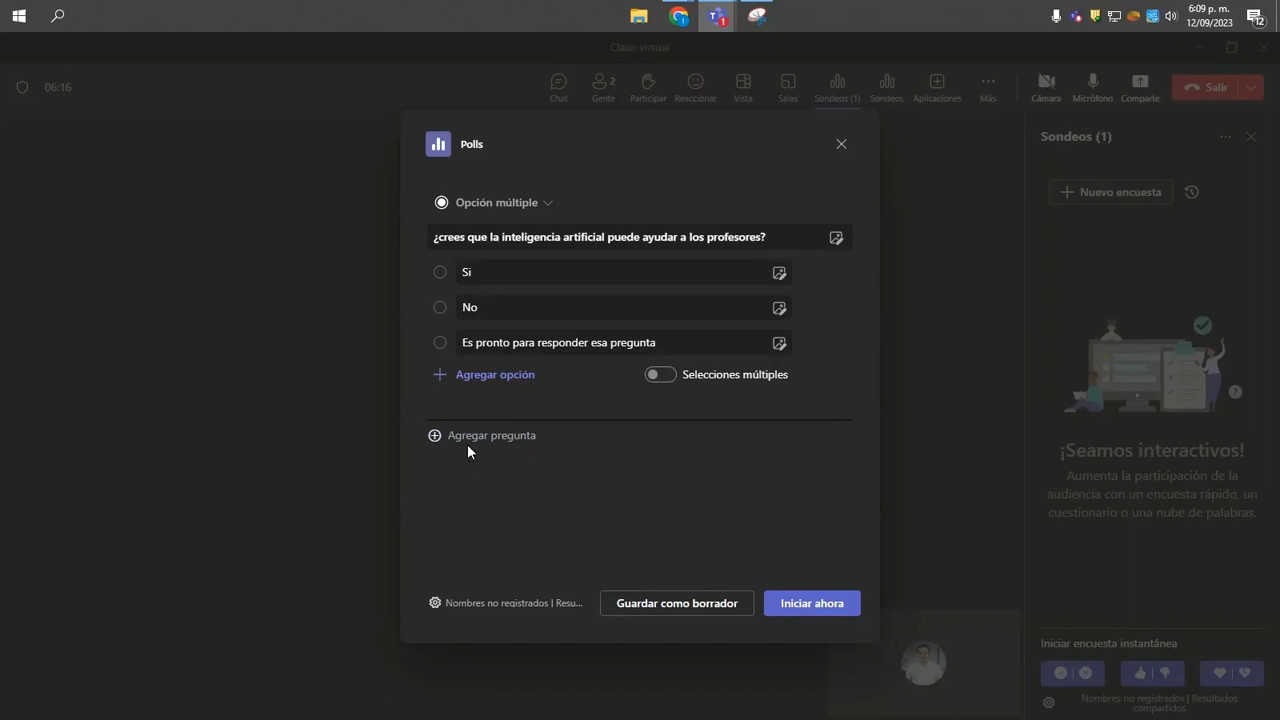 6:09 p. m.
12/09/2023
12
1
Clase virtual
06:16
2
Chat
Gente
Participar
Reaccionar
Vista
Salas
Sondeos (1)
Sondeos
Aplicaciones
Más
Cámara
Micrófono
Comparte
Salir
Polls
Opción múltiple
¿crees que la inteligencia artificial puede ayudar a los profesores?
Si
No
Es pronto para responder esa pregunta
Agregar opción
Selecciones múltiples
Agregar pregunta
Nombres no registrados | Resu...
Guardar como borrador
Iniciar ahora
Sondeos (1)
Nuevo encuesta
¡Seamos interactivos!
Aumenta la participación de la
audiencia con un encuesta rápido, un
cuestionario o una nube de palabras.
Iniciar encuesta instantánea
Nombres no registrados | Resultados
compartidos